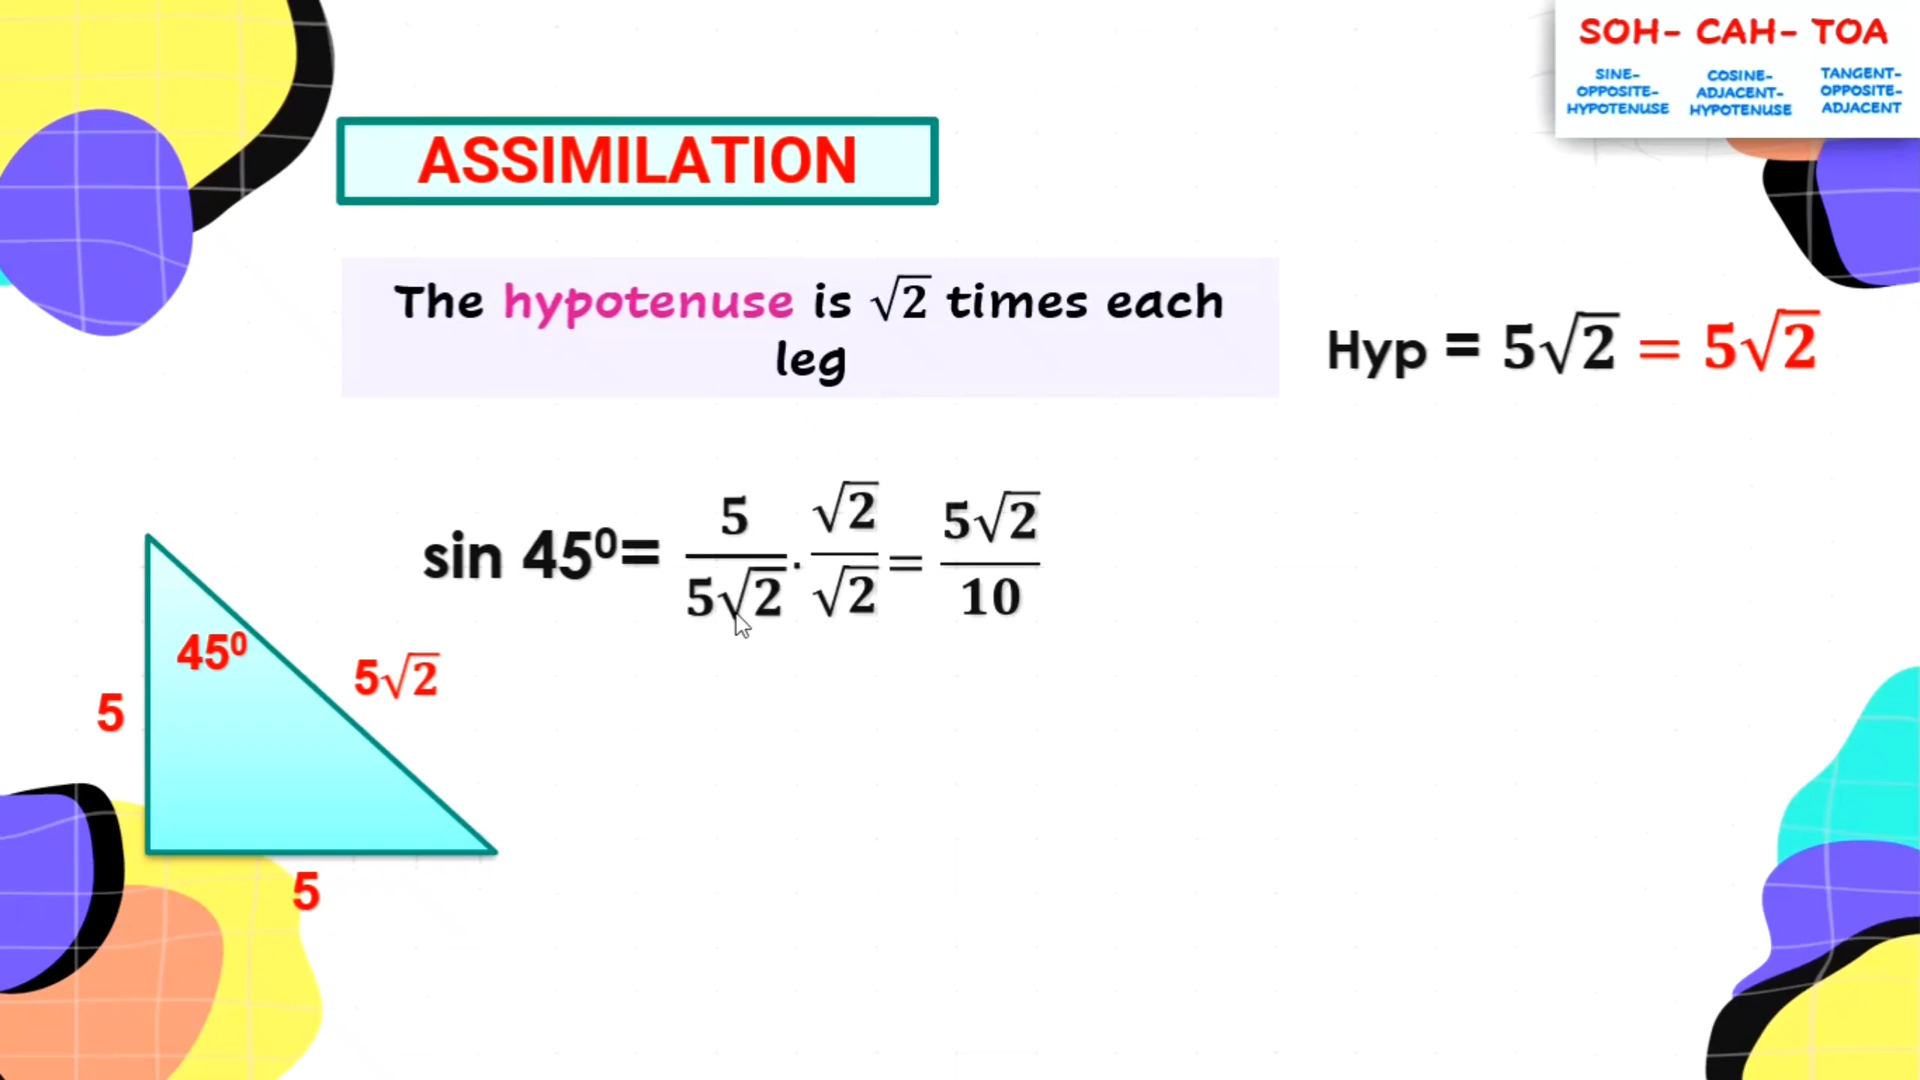 SOH- CAH- TOA
SINE-
OPPOSITE-
HYPOTENUSE
COSINE-
ADJACENT-
HYPOTENUSE
TANGENT-
OPPOSITE-
ADJACENT
ASSIMILATION
The hypotenuse is √2 times each
leg
Hyp = 5√2 = 5√2
sin 45⁰= 5/5√2 · √2/√2 = 5√2/10
45⁰
5√2
5
5